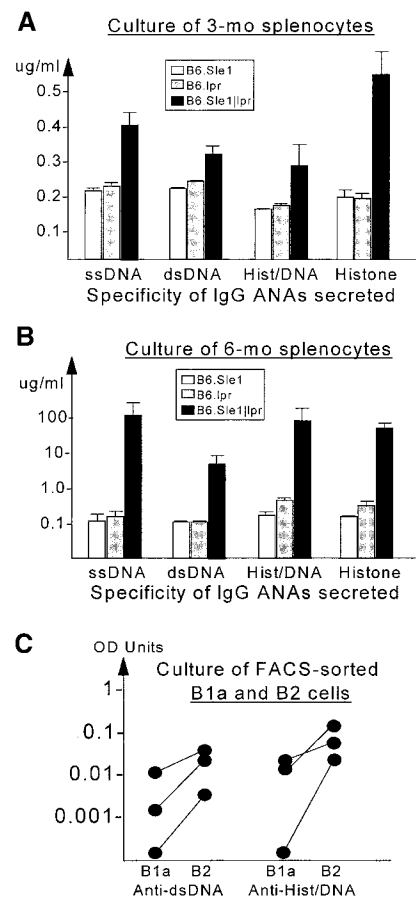 A
Culture of 3-mo splenocytes
ug/ml
B6.Sle1
B6.lpr
B6.Sle1|lpr
0.5
0.3
0.2
0.1
ssDNA dsDNA Hist/DNA Histone
Specificity of IgG ANAs secreted
B
Culture of 6-mo splenocytes
ug/ml
B6.Sle1
B6.lpr
B6.Sle1|lpr
100
10
1.0
0.1
ssDNA dsDNA Hist/DNA Histone
Specificity of IgG ANAs secreted
C
OD Units
Culture of FACS-sorted
B1a and B2 cells
1
0.1
0.01
0.001
B1a B2 B1a B2
Anti-dsDNA Anti-Hist/DNA